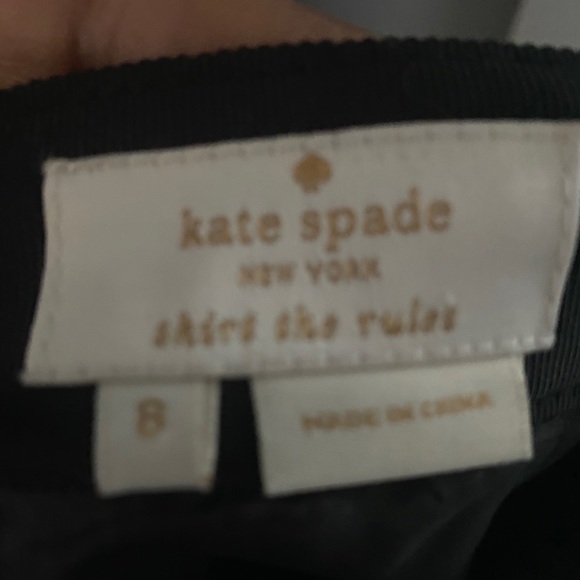 kate spade
NEW YORK
skirt the rules
8
MADE IN CHINA